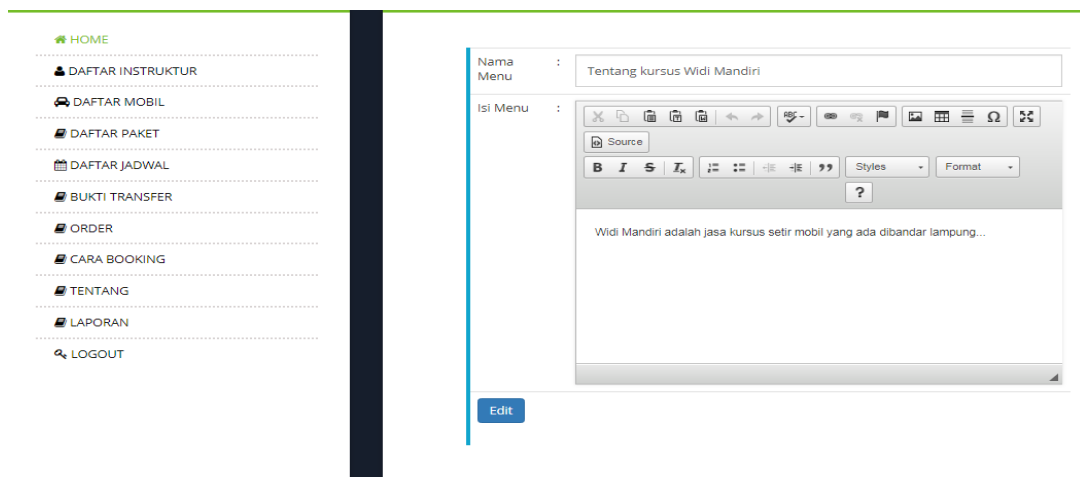 HOME
DAFTAR INSTRUKTUR
DAFTAR MOBIL
DAFTAR PAKET
DAFTAR JADWAL
BUKTI TRANSFER
ORDER
CARA BOOKING
TENTANG
LAPORAN
LOGOUT
Nama Menu : Tentang kursus Widi Mandiri
Isi Menu :
ABC
Ω
Source
B I S Ix Styles Format
?
Widi Mandiri adalah jasa kursus setir mobil yang ada dibandar lampung...
Edit